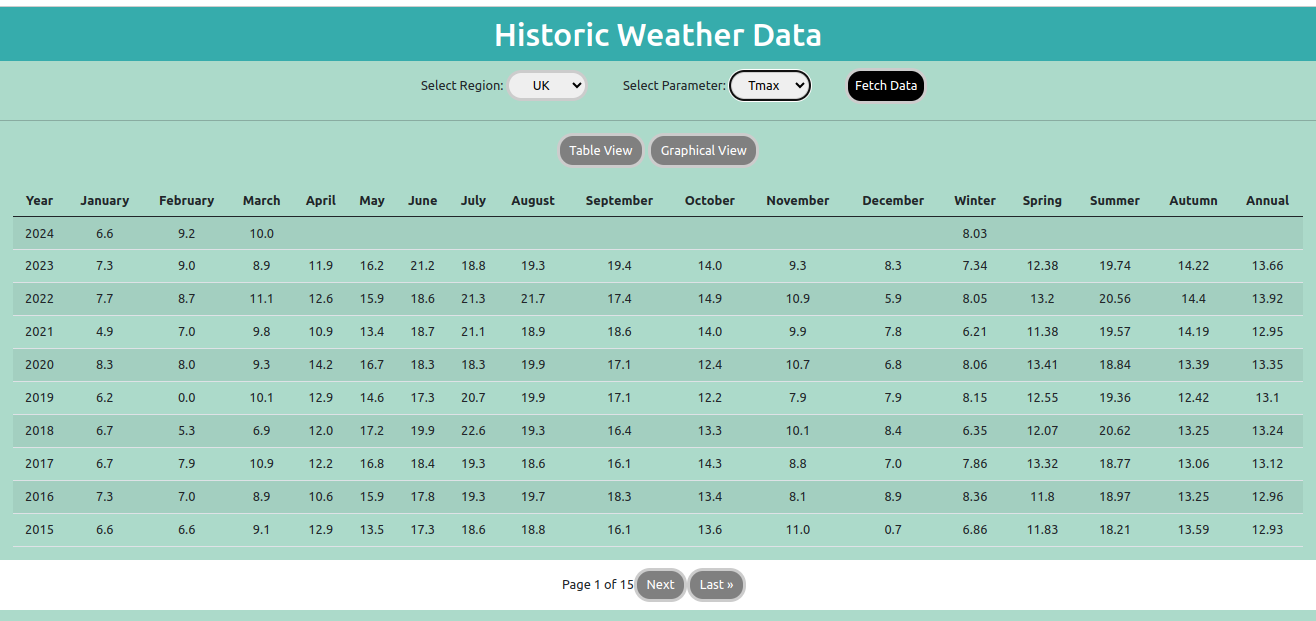 Historic Weather Data
Select Region: UK Select Parameter: Tmax Fetch Data
Table View Graphical View
Year January February March April May June July August September October November December Winter Spring Summer Autumn Annual
2024 6.6 9.2 10.0 8.03
2023 7.3 9.0 8.9 11.9 16.2 21.2 18.8 19.3 19.4 14.0 9.3 8.3 7.34 12.38 19.74 14.22 13.66
2022 7.7 8.7 11.1 12.6 15.9 18.6 21.3 21.7 17.4 14.9 10.9 5.9 8.05 13.2 20.56 14.4 13.92
2021 4.9 7.0 9.8 10.9 13.4 18.7 21.1 18.9 18.6 14.0 9.9 7.8 6.21 11.38 19.57 14.19 12.95
2020 8.3 8.0 9.3 14.2 16.7 18.3 18.3 19.9 17.1 12.4 10.7 6.8 8.06 13.41 18.84 13.39 13.35
2019 6.2 0.0 10.1 12.9 14.6 17.3 20.7 19.9 17.1 12.2 7.9 7.9 8.15 12.55 19.36 12.42 13.1
2018 6.7 5.3 6.9 12.0 17.2 19.9 22.6 19.3 16.4 13.3 10.1 8.4 6.35 12.07 20.62 13.25 13.24
2017 6.7 7.9 10.9 12.2 16.8 18.4 19.3 18.6 16.1 14.3 8.8 7.0 7.86 13.32 18.77 13.06 13.12
2016 7.3 7.0 8.9 10.6 15.9 17.8 19.3 19.7 18.3 13.4 8.1 8.9 8.36 11.8 18.97 13.25 12.96
2015 6.6 6.6 9.1 12.9 13.5 17.3 18.6 18.8 16.1 13.6 11.0 0.7 6.86 11.83 18.21 13.59 12.93
Page 1 of 15 Next Last »